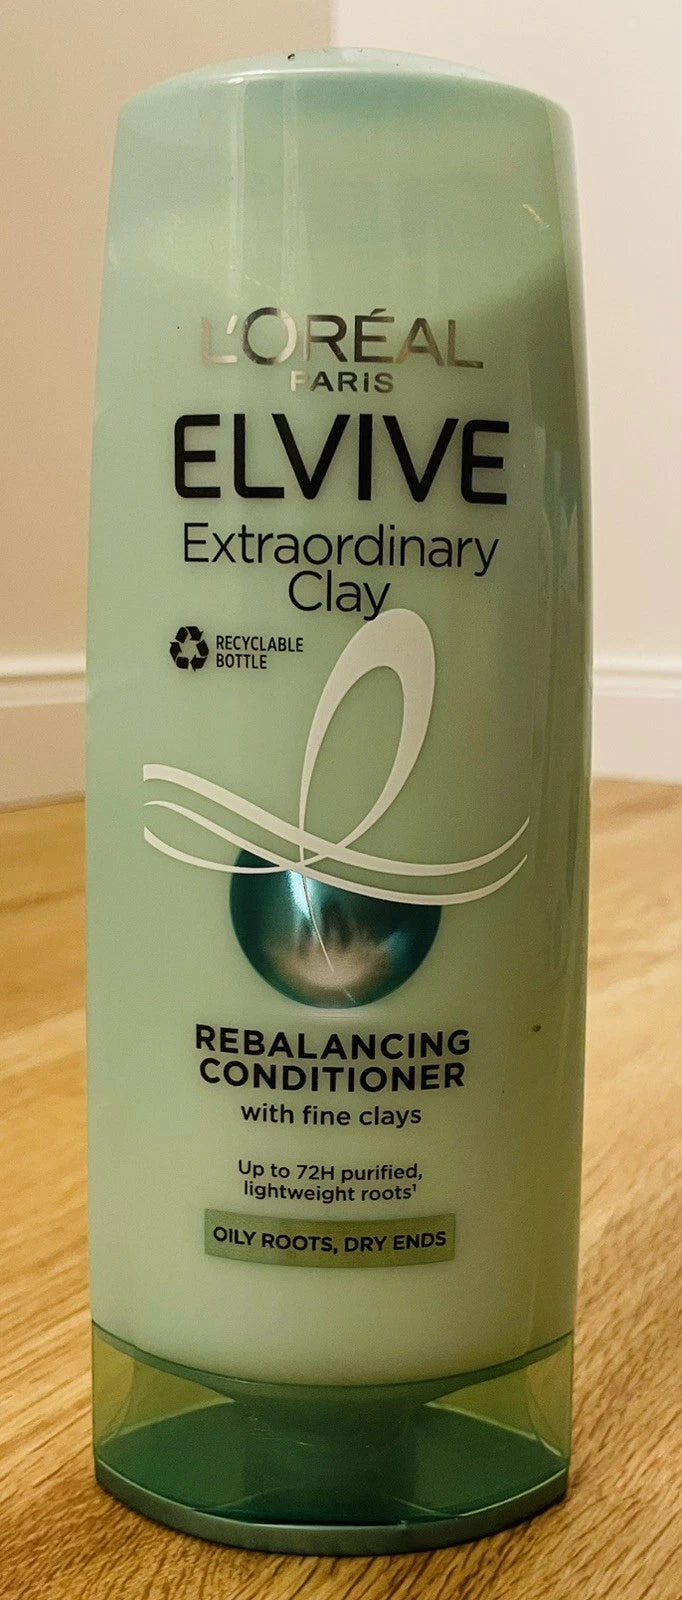 L'ORÉAL
PARIS
ELVIVE
Extraordinary
Clay
RECYCLABLE
BOTTLE
REBALANCING
CONDITIONER
with fine clays
Up to 72H purified,
lightweight roots¹
OILY ROOTS, DRY ENDS